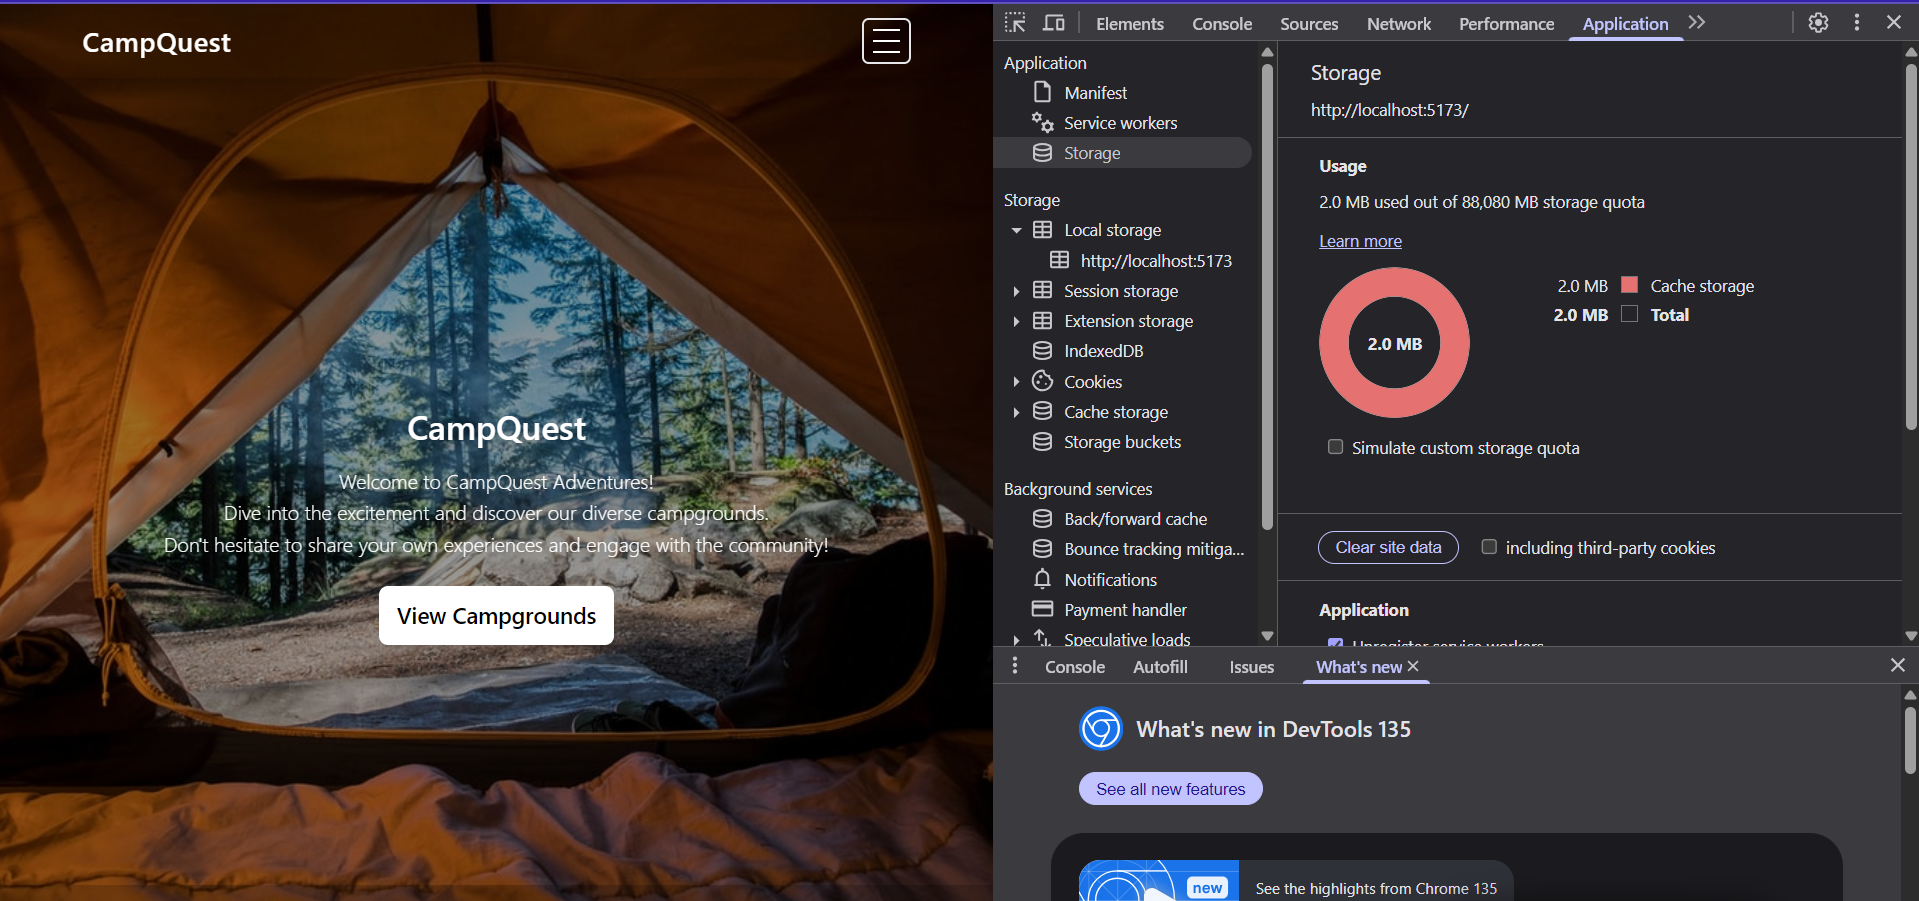 CampQuest
CampQuest
Welcome to CampQuest Adventures!
Dive into the excitement and discover our diverse campgrounds.
Don't hesitate to share your own experiences and engage with the community!
View Campgrounds
Elements Console Sources Network Performance Application
Application
Manifest
Service workers
Storage
Storage
Local storage
http://localhost:5173
Session storage
Extension storage
IndexedDB
Cookies
Cache storage
Storage buckets
Background services
Back/forward cache
Bounce tracking mitiga...
Notifications
Payment handler
Speculative loads
Storage
http://localhost:5173/
Usage
2.0 MB used out of 88,080 MB storage quota
Learn more
2.0 MB
2.0 MB Cache storage
2.0 MB Total
Simulate custom storage quota
Clear site data including third-party cookies
Application
Unregister service workers
Console Autofill Issues What's new
What's new in DevTools 135
See all new features
new
See the highlights from Chrome 135